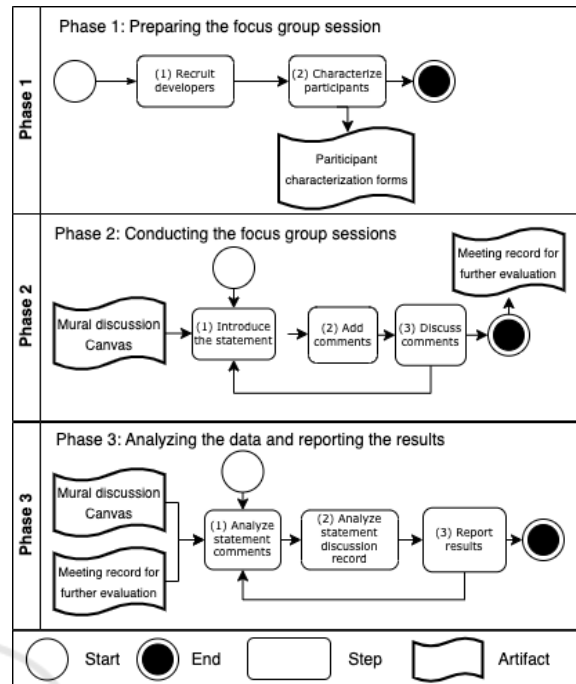 Phase 1
Phase 1: Preparing the focus group session
(1) Recruit
developers
(2) Characterize
participants
Pariticipant
characterization forms
Phase 2
Phase 2: Conducting the focus group sessions
Meeting record for
further evaluation
Mural discussion
Canvas
(1) Introduce
the statement
(2) Add
comments
(3) Discuss
comments
Phase 3
Phase 3: Analyzing the data and reporting the results
Mural discussion
Canvas
Meeting record for
further evaluation
(1) Analyze
statement
comments
(2) Analyze
statement
discussion
record
(3) Report
results
Start
End
Step
Artifact